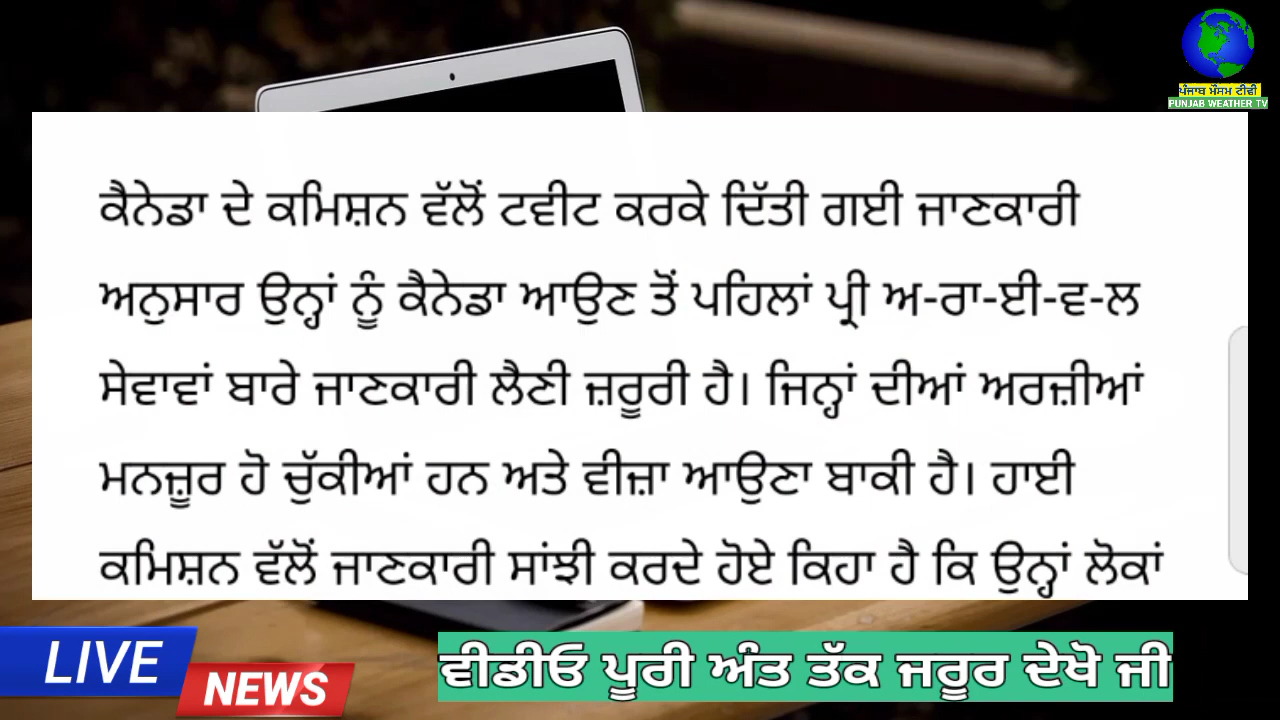 ਪੰਜਾਬ ਮੌਸਮ ਟੀਵੀ
PUNJAB WEATHER TV
ਕੈਨੇਡਾ ਦੇ ਕਮਿਸ਼ਨ ਵੱਲੋਂ ਟਵੀਟ ਕਰਕੇ ਦਿੱਤੀ ਗਈ ਜਾਣਕਾਰੀ
ਅਨੁਸਾਰ ਉਨ੍ਹਾਂ ਨੂੰ ਕੈਨੇਡਾ ਆਉਣ ਤੋਂ ਪਹਿਲਾਂ ਪ੍ਰੀ ਅ-ਰਾ-ਈ-ਵ-ਲ
ਸੇਵਾਵਾਂ ਬਾਰੇ ਜਾਣਕਾਰੀ ਲੈਣੀ ਜ਼ਰੂਰੀ ਹੈ। ਜਿਨ੍ਹਾਂ ਦੀਆਂ ਅਰਜ਼ੀਆਂ
ਮਨਜ਼ੂਰ ਹੋ ਚੁੱਕੀਆਂ ਹਨ ਅਤੇ ਵੀਜ਼ਾ ਆਉਣਾ ਬਾਕੀ ਹੈ। ਹਾਈ
ਕਮਿਸ਼ਨ ਵੱਲੋਂ ਜਾਣਕਾਰੀ ਸਾਂਝੀ ਕਰਦੇ ਹੋਏ ਕਿਹਾ ਹੈ ਕਿ ਉਨ੍ਹਾਂ ਲੋਕਾਂ
LIVE
NEWS
ਵੀਡੀਓ ਪੂਰੀ ਅੰਤ ਤੱਕ ਜਰੂਰ ਦੇਖੋ ਜੀ